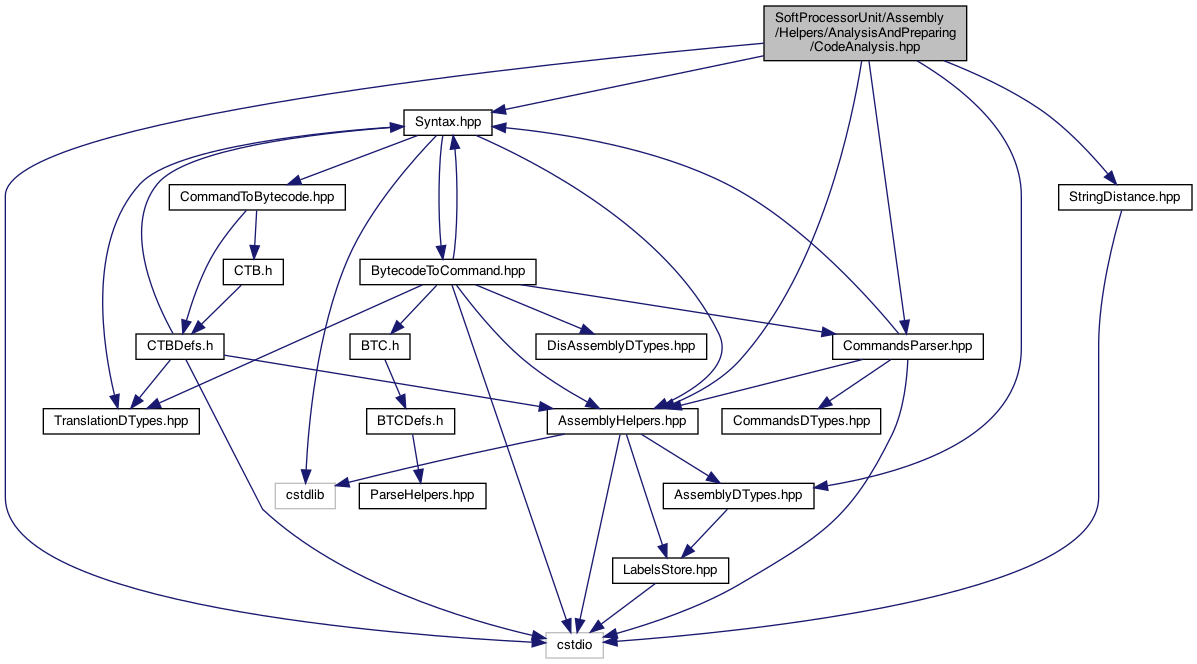 SoftProcessorUnit/Assembly
/Helpers/AnalysisAndPreparing
/CodeAnalysis.hpp
Syntax.hpp
CommandToBytecode.hpp
StringDistance.hpp
CTB.h
BytecodeToCommand.hpp
CTBDefs.h
BTC.h
DisAssemblyDTypes.hpp
CommandsParser.hpp
TranslationDTypes.hpp
BTCDefs.h
AssemblyHelpers.hpp
CommandsDTypes.hpp
cstdlib
ParseHelpers.hpp
AssemblyDTypes.hpp
LabelsStore.hpp
cstdio